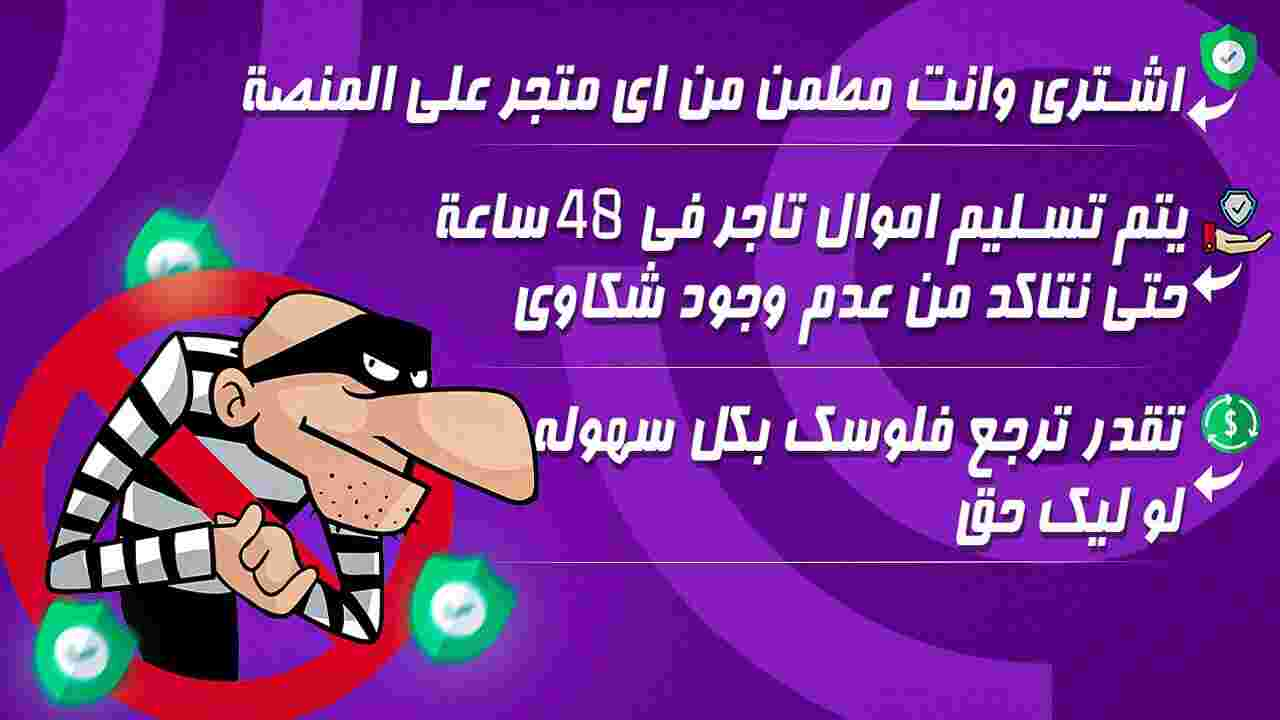 اشترى وانت مطمن من اى متجر على المنصة
يتم تسليم اموال تاجر فى 48 ساعة
حتى نتاكد من عدم وجود شكاوى
تقدر ترجع فلوسك بكل سهوله
لو ليك حق